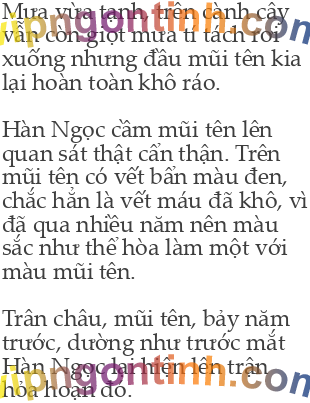 Mưa vừa tạnh, trên cành cây
vẫn còn giọt mưa tí tách rơi
xuống nhưng đầu mũi tên kia
lại hoàn toàn khô ráo.
Hàn Ngọc cầm mũi tên lên
quan sát thật cẩn thận. Trên
mũi tên có vết bẩn màu đen,
chắc hẳn là vết máu đã khô, vì
đã qua nhiều năm nên màu
sắc như thể hòa làm một với
màu mũi tên.
Trân châu, mũi tên, bảy năm
trước, dường như trước mắt
Hàn Ngọc lại hiện lên trận
hỏa hoạn đó.